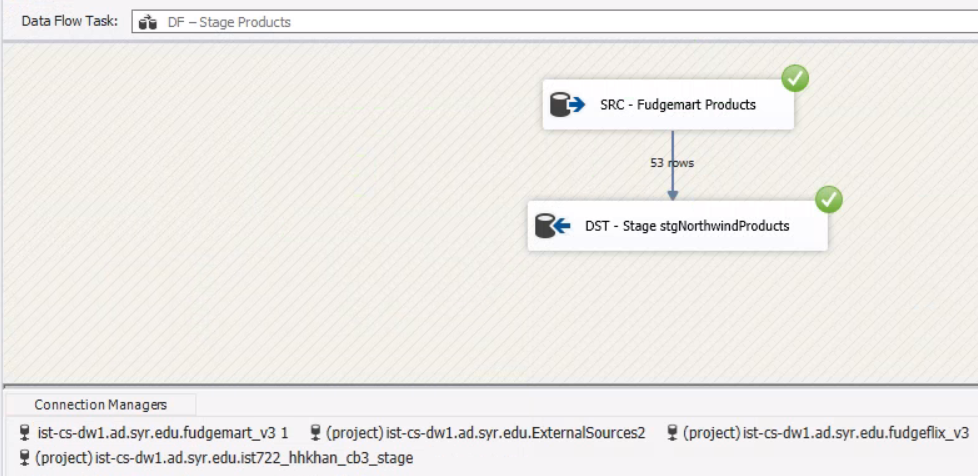 Data Flow Task: DF – Stage Products
SRC - Fudgemart Products
53 rows
DST - Stage stgNorthwindProducts
Connection Managers
ist-cs-dw1.ad.syr.edu.fudgemart_v3 1 (project) ist-cs-dw1.ad.syr.edu.ExternalSources2 (project) ist-cs-dw1.ad.syr.edu.fudgeflix_v3
(project) ist-cs-dw1.ad.syr.edu.ist722_hhkhan_cb3_stage